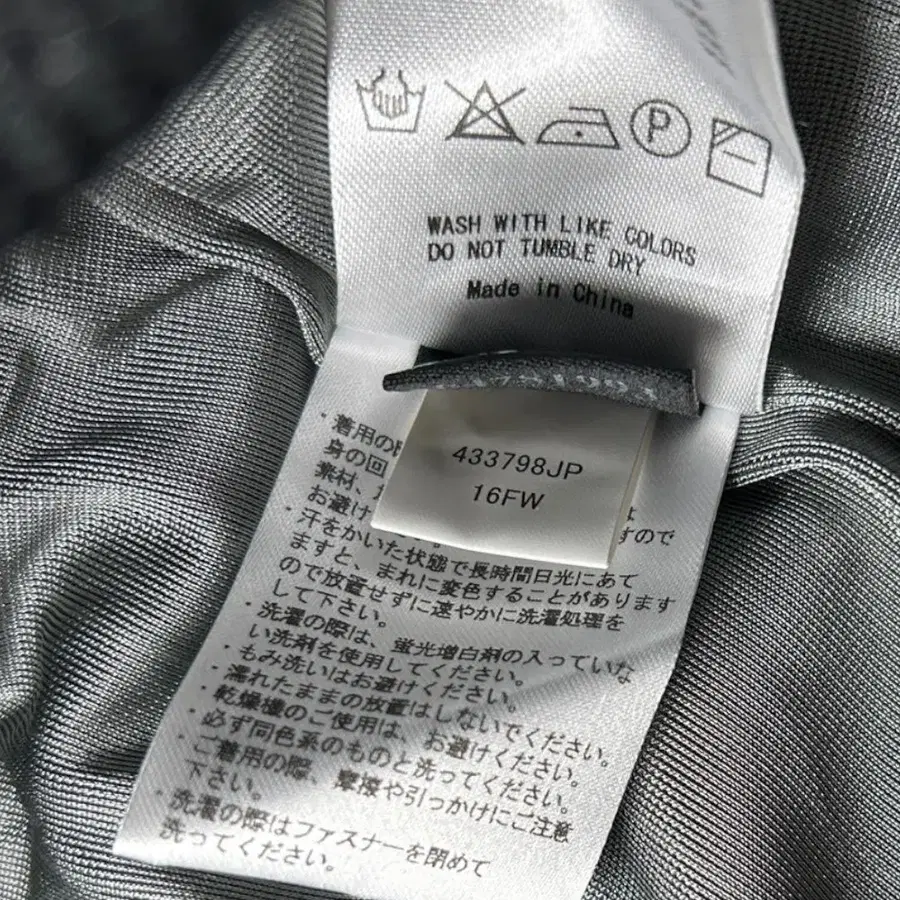 WASH WITH LIKE COLORS
DO NOT TUMBLE DRY
Made in China
433798JP
16FW
・着用の
身の回
素材、
お避け すので
・汗をかいた状態で長時間日光にあて
ますと、まれに変色することがあります
ので放置せずに速やかに洗濯処理を
して下さい。
・洗濯の際は、蛍光増白剤の入っていな
い洗剤を使用してください。
・もみ洗いはお避けください。
・濡れたままの放置はしないでください。
・乾燥機のご使用は、お避けください。
・必ず同色系のものと洗ってください。
・ご着用の際、摩擦や引っかけにご注意
下さい。
・洗濯の際はファスナーを閉めて
洗ってください。